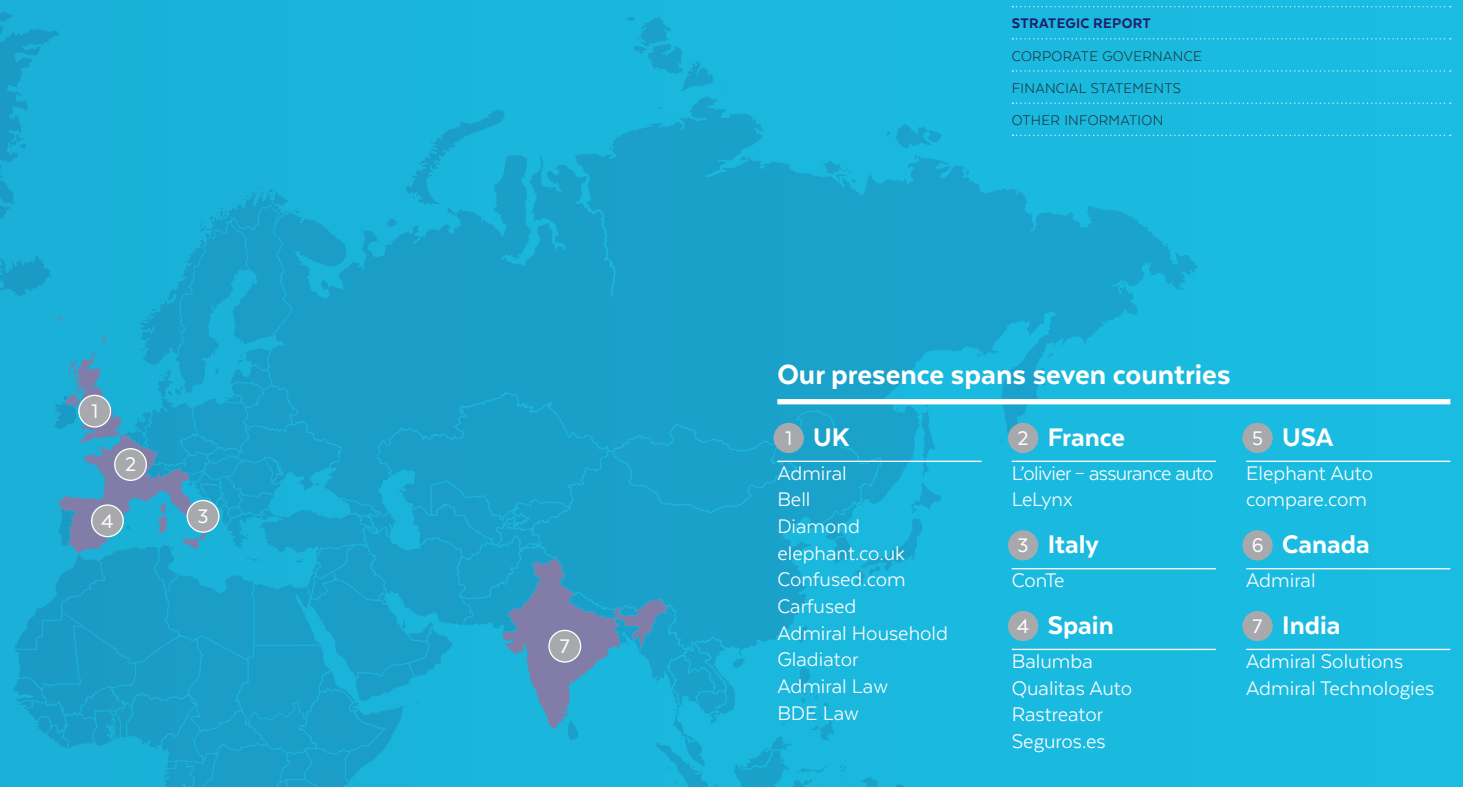 STRATEGIC REPORT
CORPORATE GOVERNANCE
FINANCIAL STATEMENTS
OTHER INFORMATION
1
2
3
4
7
Our presence spans seven countries
1 UK
Admiral
Bell
Diamond
elephant.co.uk
Confused.com
Carfused
Admiral Household
Gladiator
Admiral Law
BDE Law
2 France
L'olivier – assurance auto
LeLynx
3 Italy
ConTe
4 Spain
Balumba
Qualitas Auto
Rastreator
Seguros.es
5 USA
Elephant Auto
compare.com
6 Canada
Admiral
7 India
Admiral Solutions
Admiral Technologies